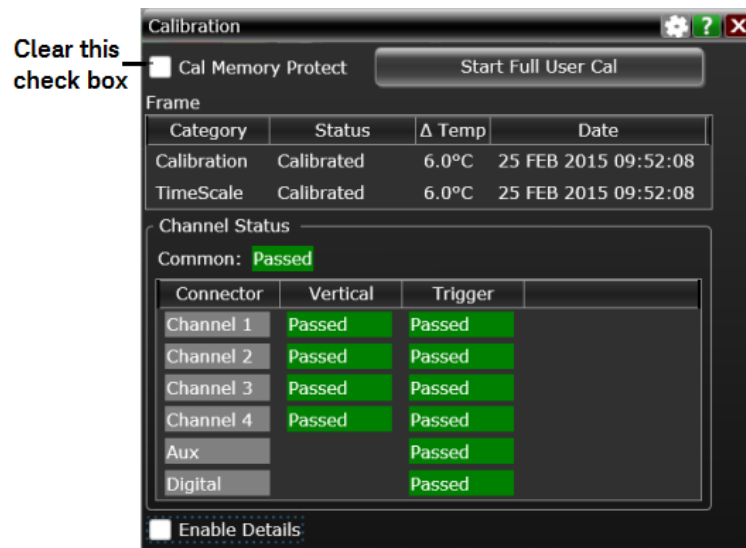 Calibration ?
Clear this
check box
Cal Memory Protect Start Full User Cal
Frame
Category Status Δ Temp Date
Calibration Calibrated 6.0°C 25 FEB 2015 09:52:08
TimeScale Calibrated 6.0°C 25 FEB 2015 09:52:08
Channel Status
Common: Passed
Connector Vertical Trigger
Channel 1 Passed Passed
Channel 2 Passed Passed
Channel 3 Passed Passed
Channel 4 Passed Passed
Aux Passed
Digital Passed
Enable Details